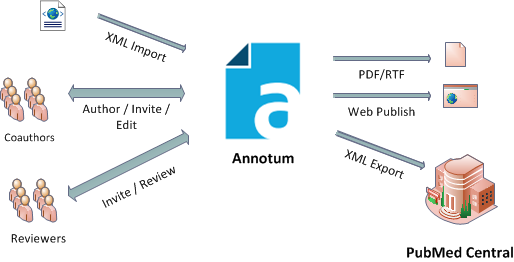 XML Import
Author / Invite /
Edit
Coauthors
Invite / Review
Reviewers
a
Annotum
PDF/RTF
Web Publish
XML Export
PubMed Central